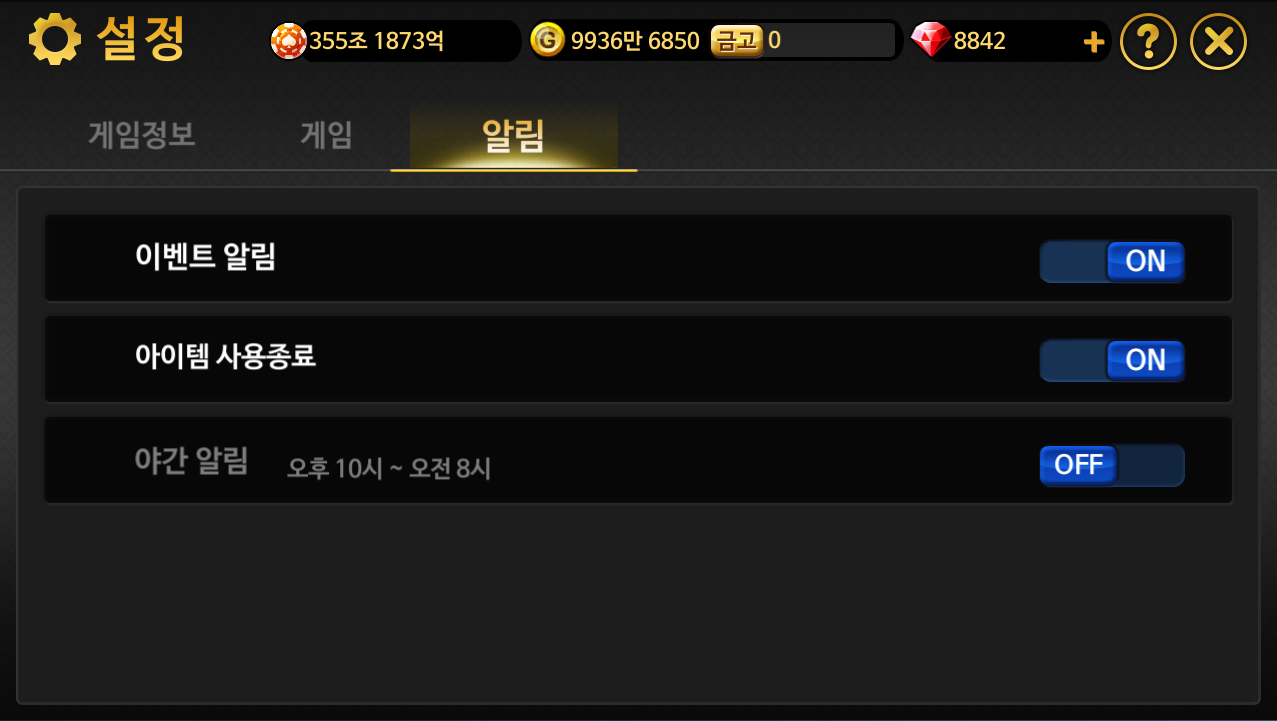 설정
355조 1873억
G 9936만 6850 금고 0
8842 +
?
게임정보 게임 알림
이벤트 알림 ON
아이템 사용종료 ON
야간 알림 오후 10시 ~ 오전 8시 OFF